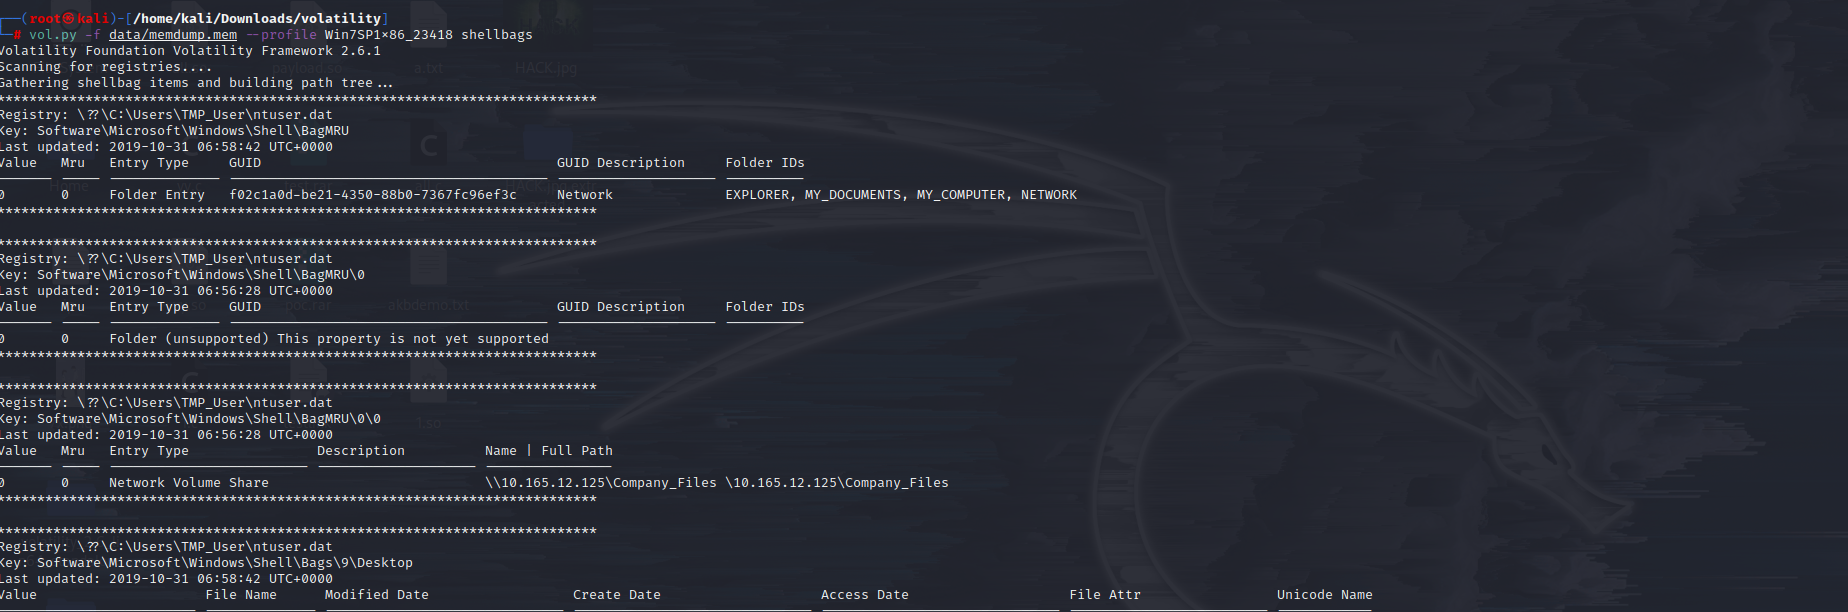 ┌──(root㉿kali)-[/home/kali/Downloads/volatility]
└─# vol.py -f data/memdump.mem --profile Win7SP1×86_23418 shellbags
Volatility Foundation Volatility Framework 2.6.1
Scanning for registries....
Gathering shellbag items and building path tree...
***************************************************************************
Registry: \??\C:\Users\TMP_User\ntuser.dat
Key: Software\Microsoft\Windows\Shell\BagMRU
Last updated: 2019-10-31 06:58:42 UTC+0000
Value Mru Entry Type GUID GUID Description Folder IDs
0 0 Folder Entry f02c1a0d-be21-4350-88b0-7367fc96ef3c Network EXPLORER, MY_DOCUMENTS, MY_COMPUTER, NETWORK
***************************************************************************
***************************************************************************
Registry: \??\C:\Users\TMP_User\ntuser.dat
Key: Software\Microsoft\Windows\Shell\BagMRU\0
Last updated: 2019-10-31 06:56:28 UTC+0000
Value Mru Entry Type GUID GUID Description Folder IDs
0 0 Folder (unsupported) This property is not yet supported
***************************************************************************
***************************************************************************
Registry: \??\C:\Users\TMP_User\ntuser.dat
Key: Software\Microsoft\Windows\Shell\BagMRU\0\0
Last updated: 2019-10-31 06:56:28 UTC+0000
Value Mru Entry Type Description Name | Full Path
0 0 Network Volume Share \\10.165.12.125\Company_Files \10.165.12.125\Company_Files
***************************************************************************
***************************************************************************
Registry: \??\C:\Users\TMP_User\ntuser.dat
Key: Software\Microsoft\Windows\Shell\Bags\9\Desktop
Last updated: 2019-10-31 06:58:42 UTC+0000
Value File Name Modified Date Create Date Access Date File Attr Unicode Name
a.txt
HACK.jpg
akbdemo.txt
1.so